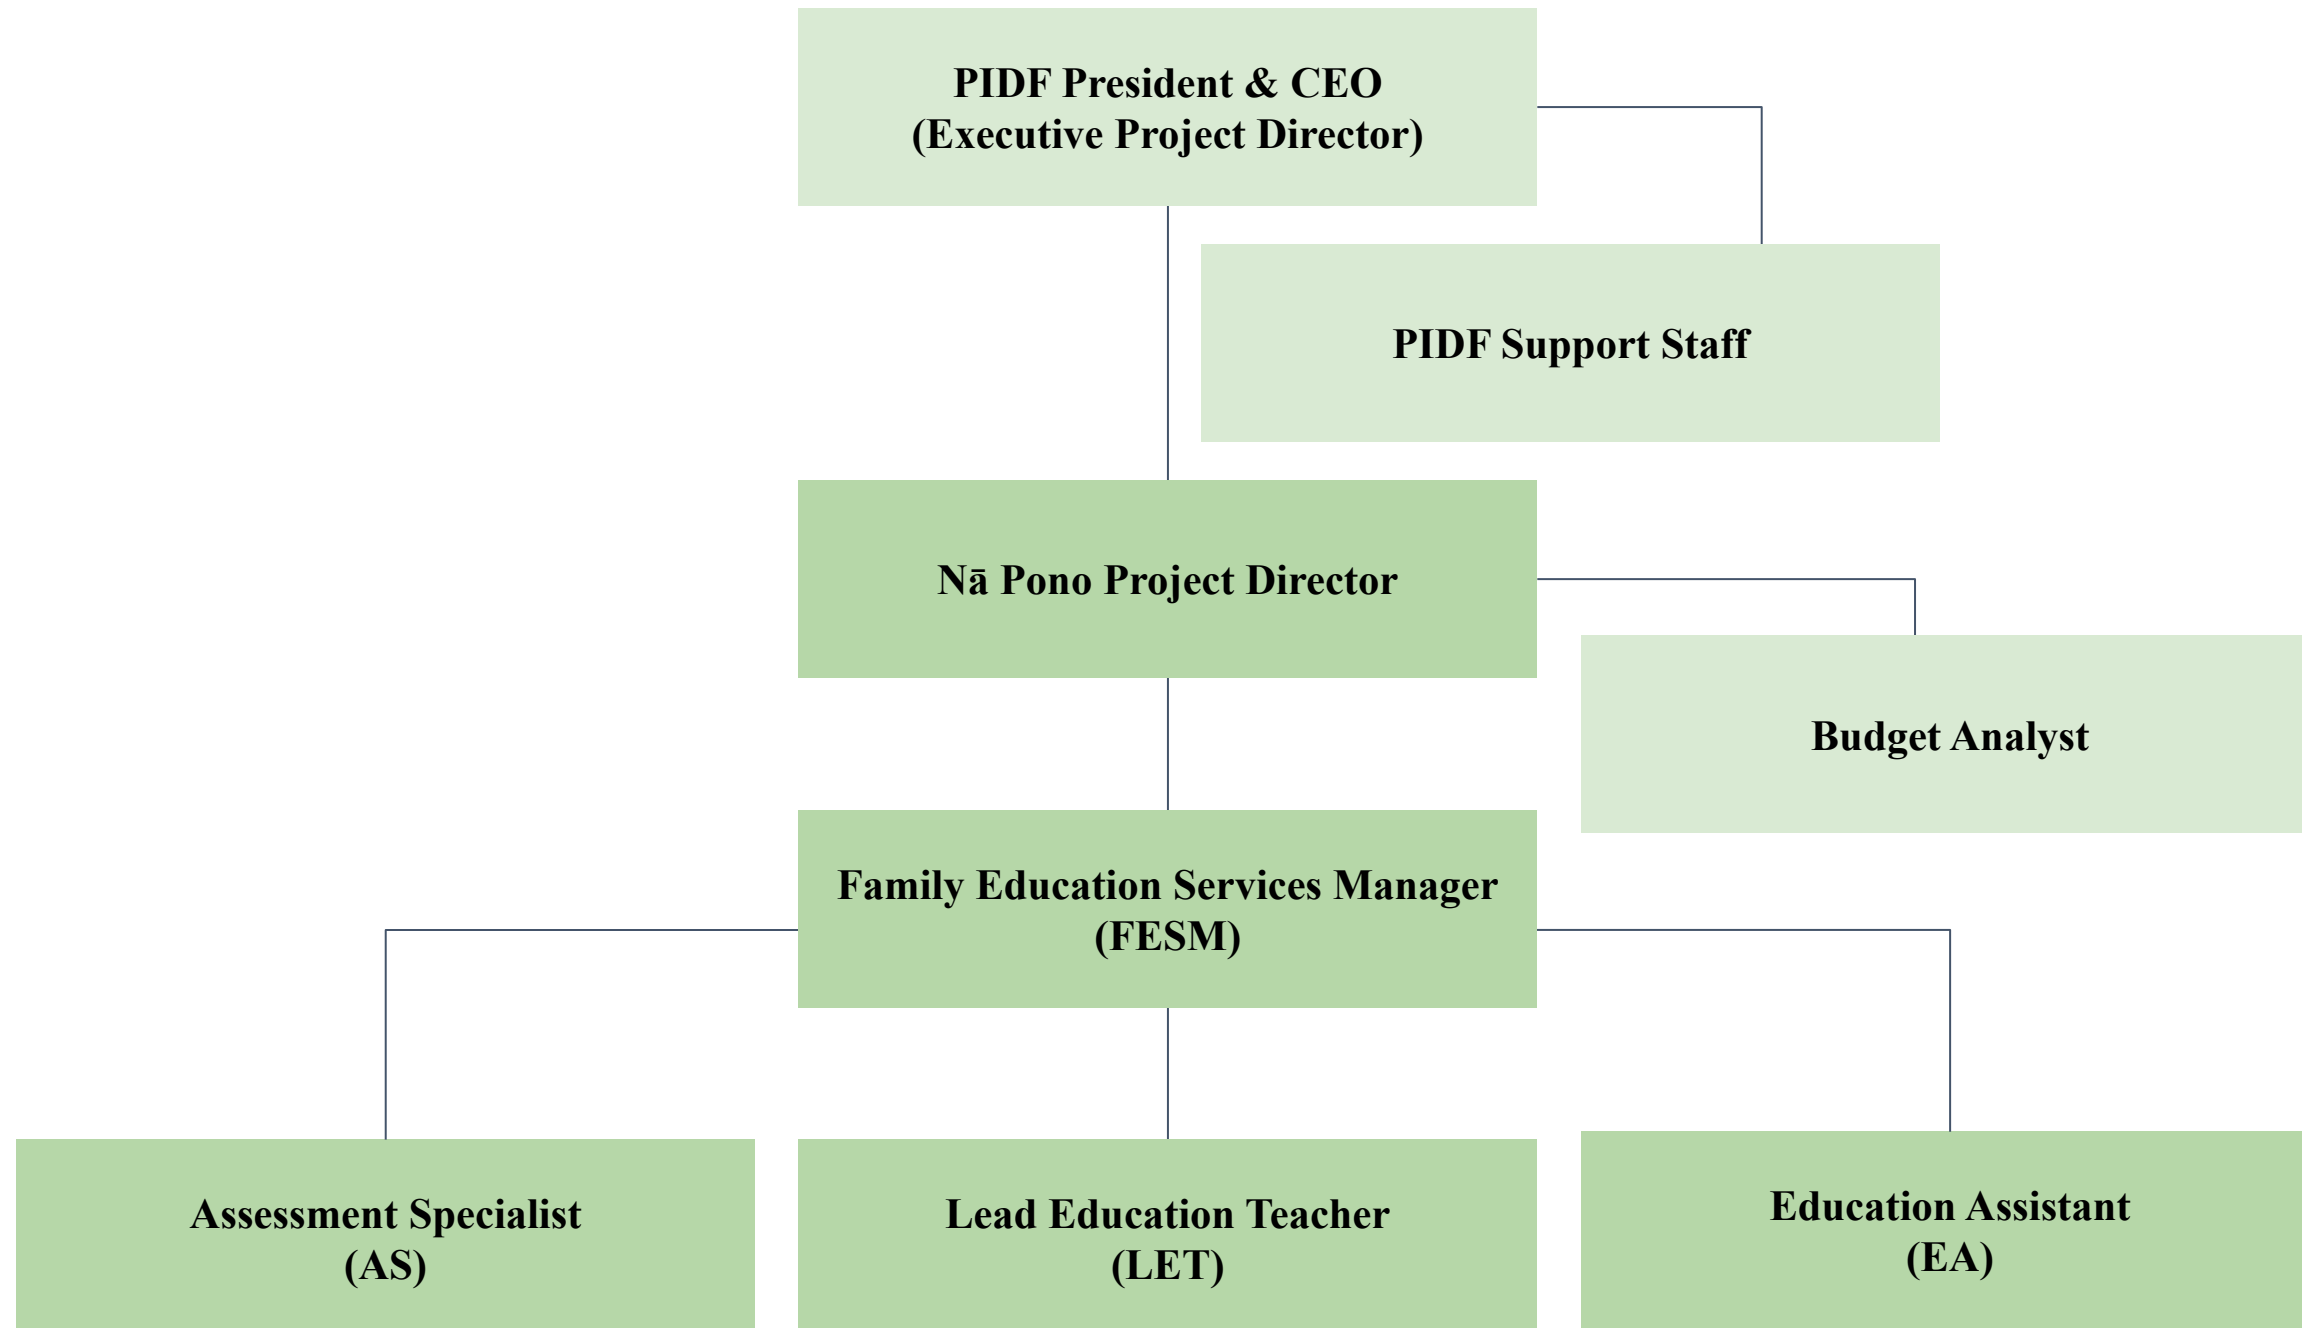 PIDF President & CEO
(Executive Project Director)
PIDF Support Staff
Nā Pono Project Director
Budget Analyst
Family Education Services Manager
(FESM)
Assessment Specialist
(AS)
Lead Education Teacher
(LET)
Education Assistant
(EA)